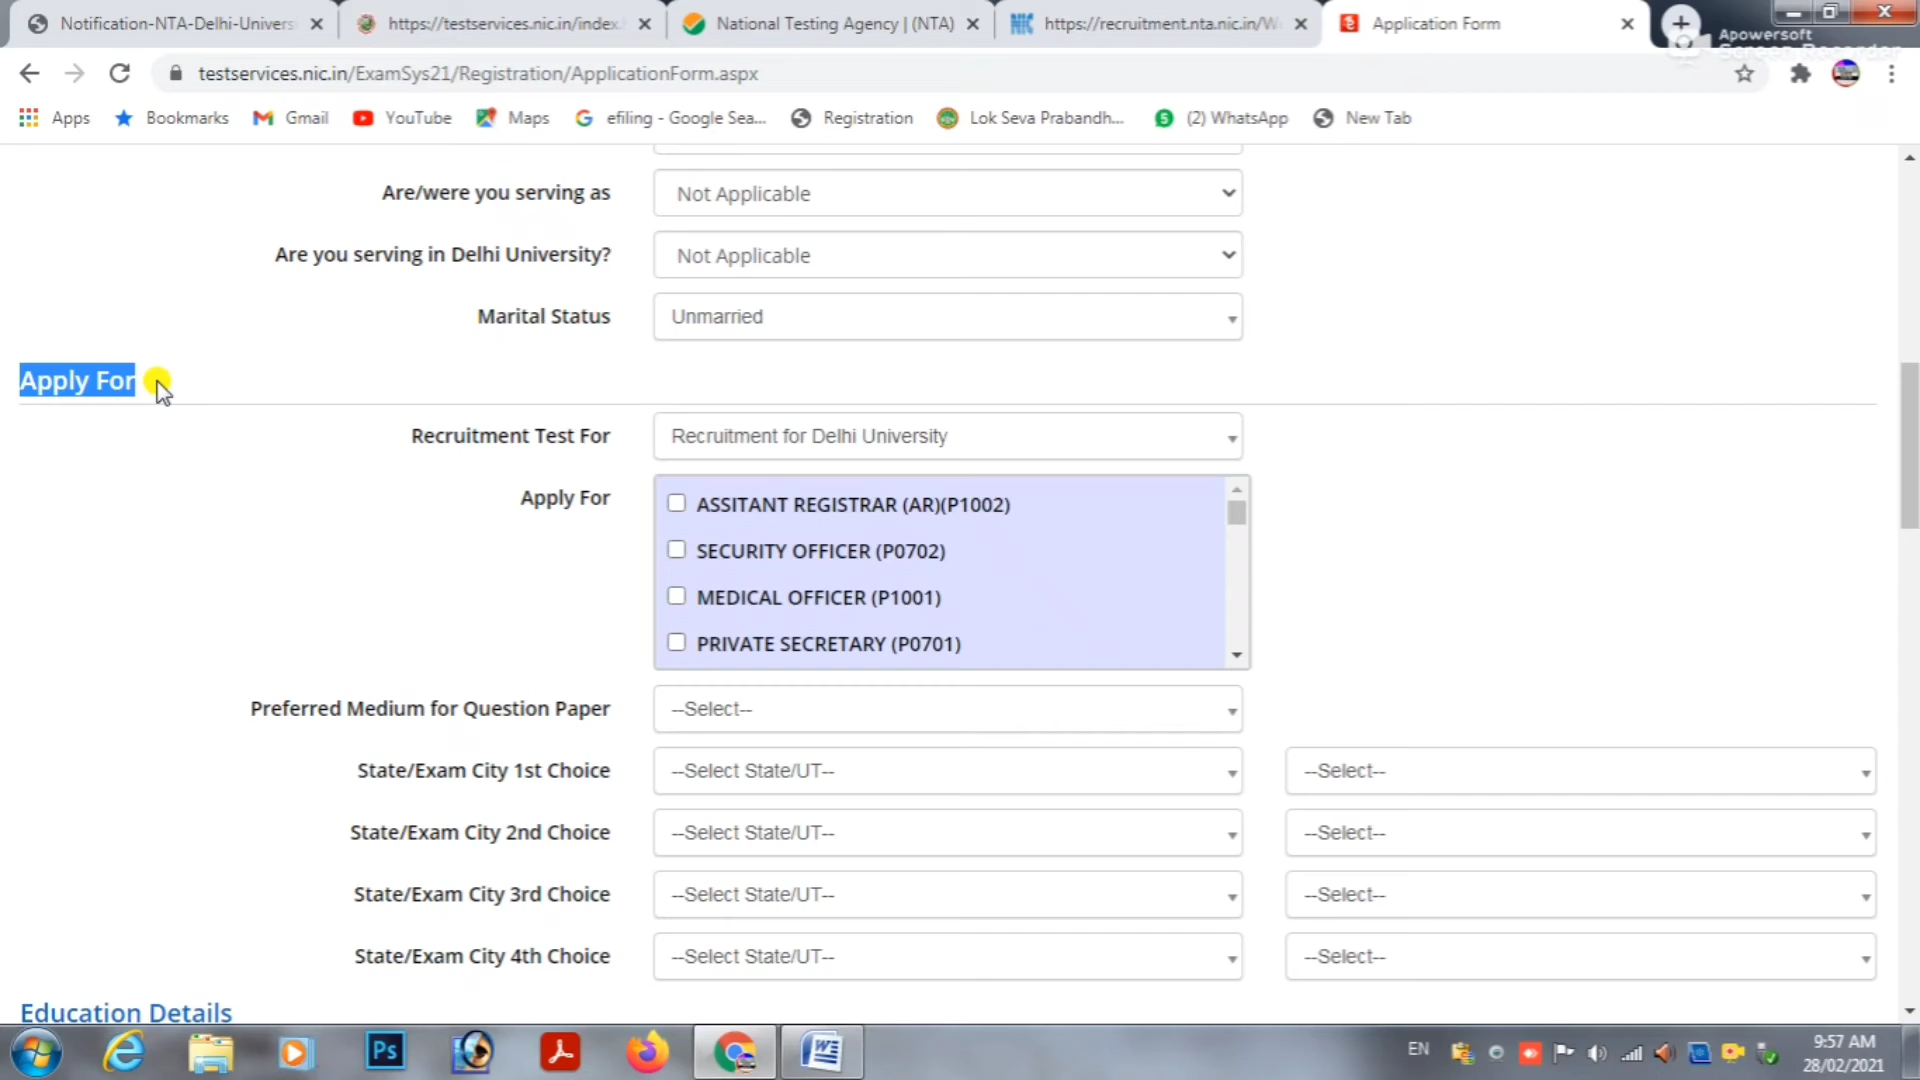 Notification-NTA-Delhi-Univers
https://testservices.nic.in/index.
National Testing Agency | (NTA)
https://recruitment.nta.nic.in/W
Application Form
Apowersoft
Screen Recorder
testservices.nic.in/ExamSys21/Registration/ApplicationForm.aspx
Apps
Bookmarks
Gmail
YouTube
Maps
efiling - Google Sea...
Registration
Lok Seva Prabandh...
(2) WhatsApp
New Tab
Are/were you serving as Not Applicable
Are you serving in Delhi University? Not Applicable
Marital Status Unmarried
Apply For
Recruitment Test For Recruitment for Delhi University
Apply For ASSITANT REGISTRAR (AR)(P1002)
SECURITY OFFICER (P0702)
MEDICAL OFFICER (P1001)
PRIVATE SECRETARY (P0701)
Preferred Medium for Question Paper --Select--
State/Exam City 1st Choice --Select State/UT-- --Select--
State/Exam City 2nd Choice --Select State/UT-- --Select--
State/Exam City 3rd Choice --Select State/UT-- --Select--
State/Exam City 4th Choice --Select State/UT-- --Select--
Education Details
Ps
EN
9:57 AM
28/02/2021